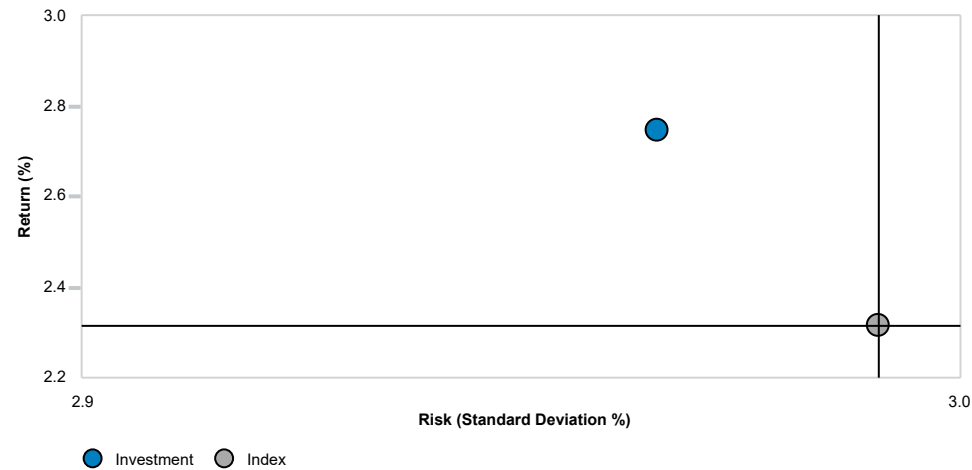 3.0
2.8
2.6
2.4
2.2
Return (%)
2.9
3.0
Risk (Standard Deviation %)
Investment
Index